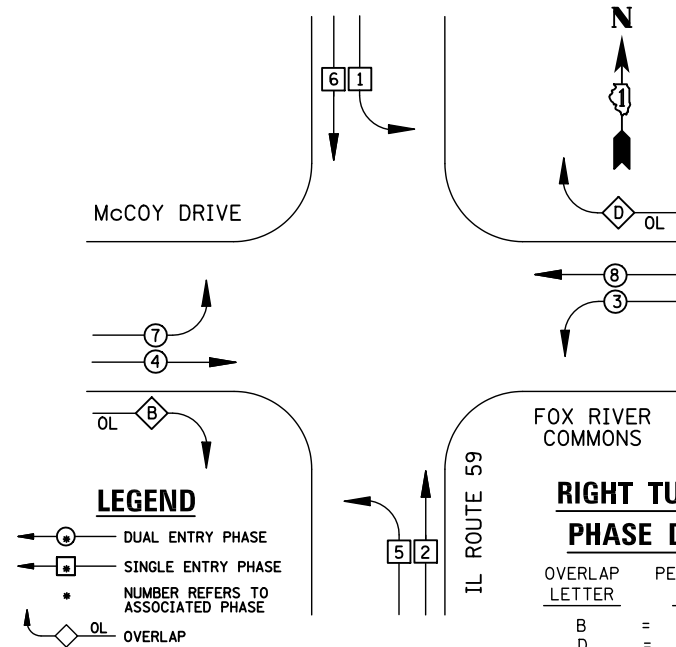 N
1
6 1
D
OL
McCOY DRIVE
8
3
7
4
B
OL
FOX RIVER
COMMONS
IL ROUTE 59
5 2
LEGEND
* DUAL ENTRY PHASE
* SINGLE ENTRY PHASE
* NUMBER REFERS TO
ASSOCIATED PHASE
OL OVERLAP
RIGHT TU
PHASE D
OVERLAP PE
LETTER
B =
D =